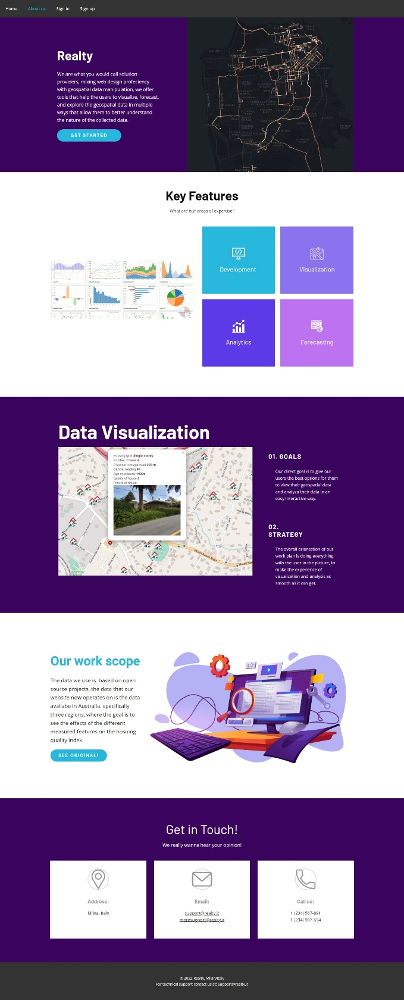 Home About us Sign in Sign up
Realty
We are what you would call solution
providers, mixing web design profeciency
with geospatial data manipulation, we offer
tools that help the users to visualize, forecast,
and explore the geospatial data in multiple
ways that allow them to better understand
the nature of the collected data.
GET STARTED
Key Features
What are our areas of expertise?
Development
Visualization
Analytics
Forecasting
Data Visualization
Housing type: Single storey
Number of trees: 4
Distance to major road: 200 m
Decibel reading: 60
Age of property: 1930s
Quality of house: 5
Picture of house:
01. GOALS
Our direct goal is to give our
users the best options for them
to view their geospatial data
and analyza their data in an
easy interactive way.
02.
STRATEGY
The overall orientation of our
work plan is doing everything
with the user in the picture, to
make the experience of
visualization and analysis as
smooth as it can get.
Our work scope
The data we use is  based on open
source projects, the data that our
website now operates on is the data
availabe in Australia, specifically
three regions, where the goal is to
see the effects of the different
measured features on the hosuing
quality index.
SEE ORIGINAL!
Get in Touch!
We really wanna hear your opinion!
Address:
Milna, Italy
Email:
support@realty.it
moresupport@realty.it
Call us:
1 (234) 567-891
1 (234) 987-654
© 2022 Realty, Milan/Italy
For technical support contact us at: Support@realty.it